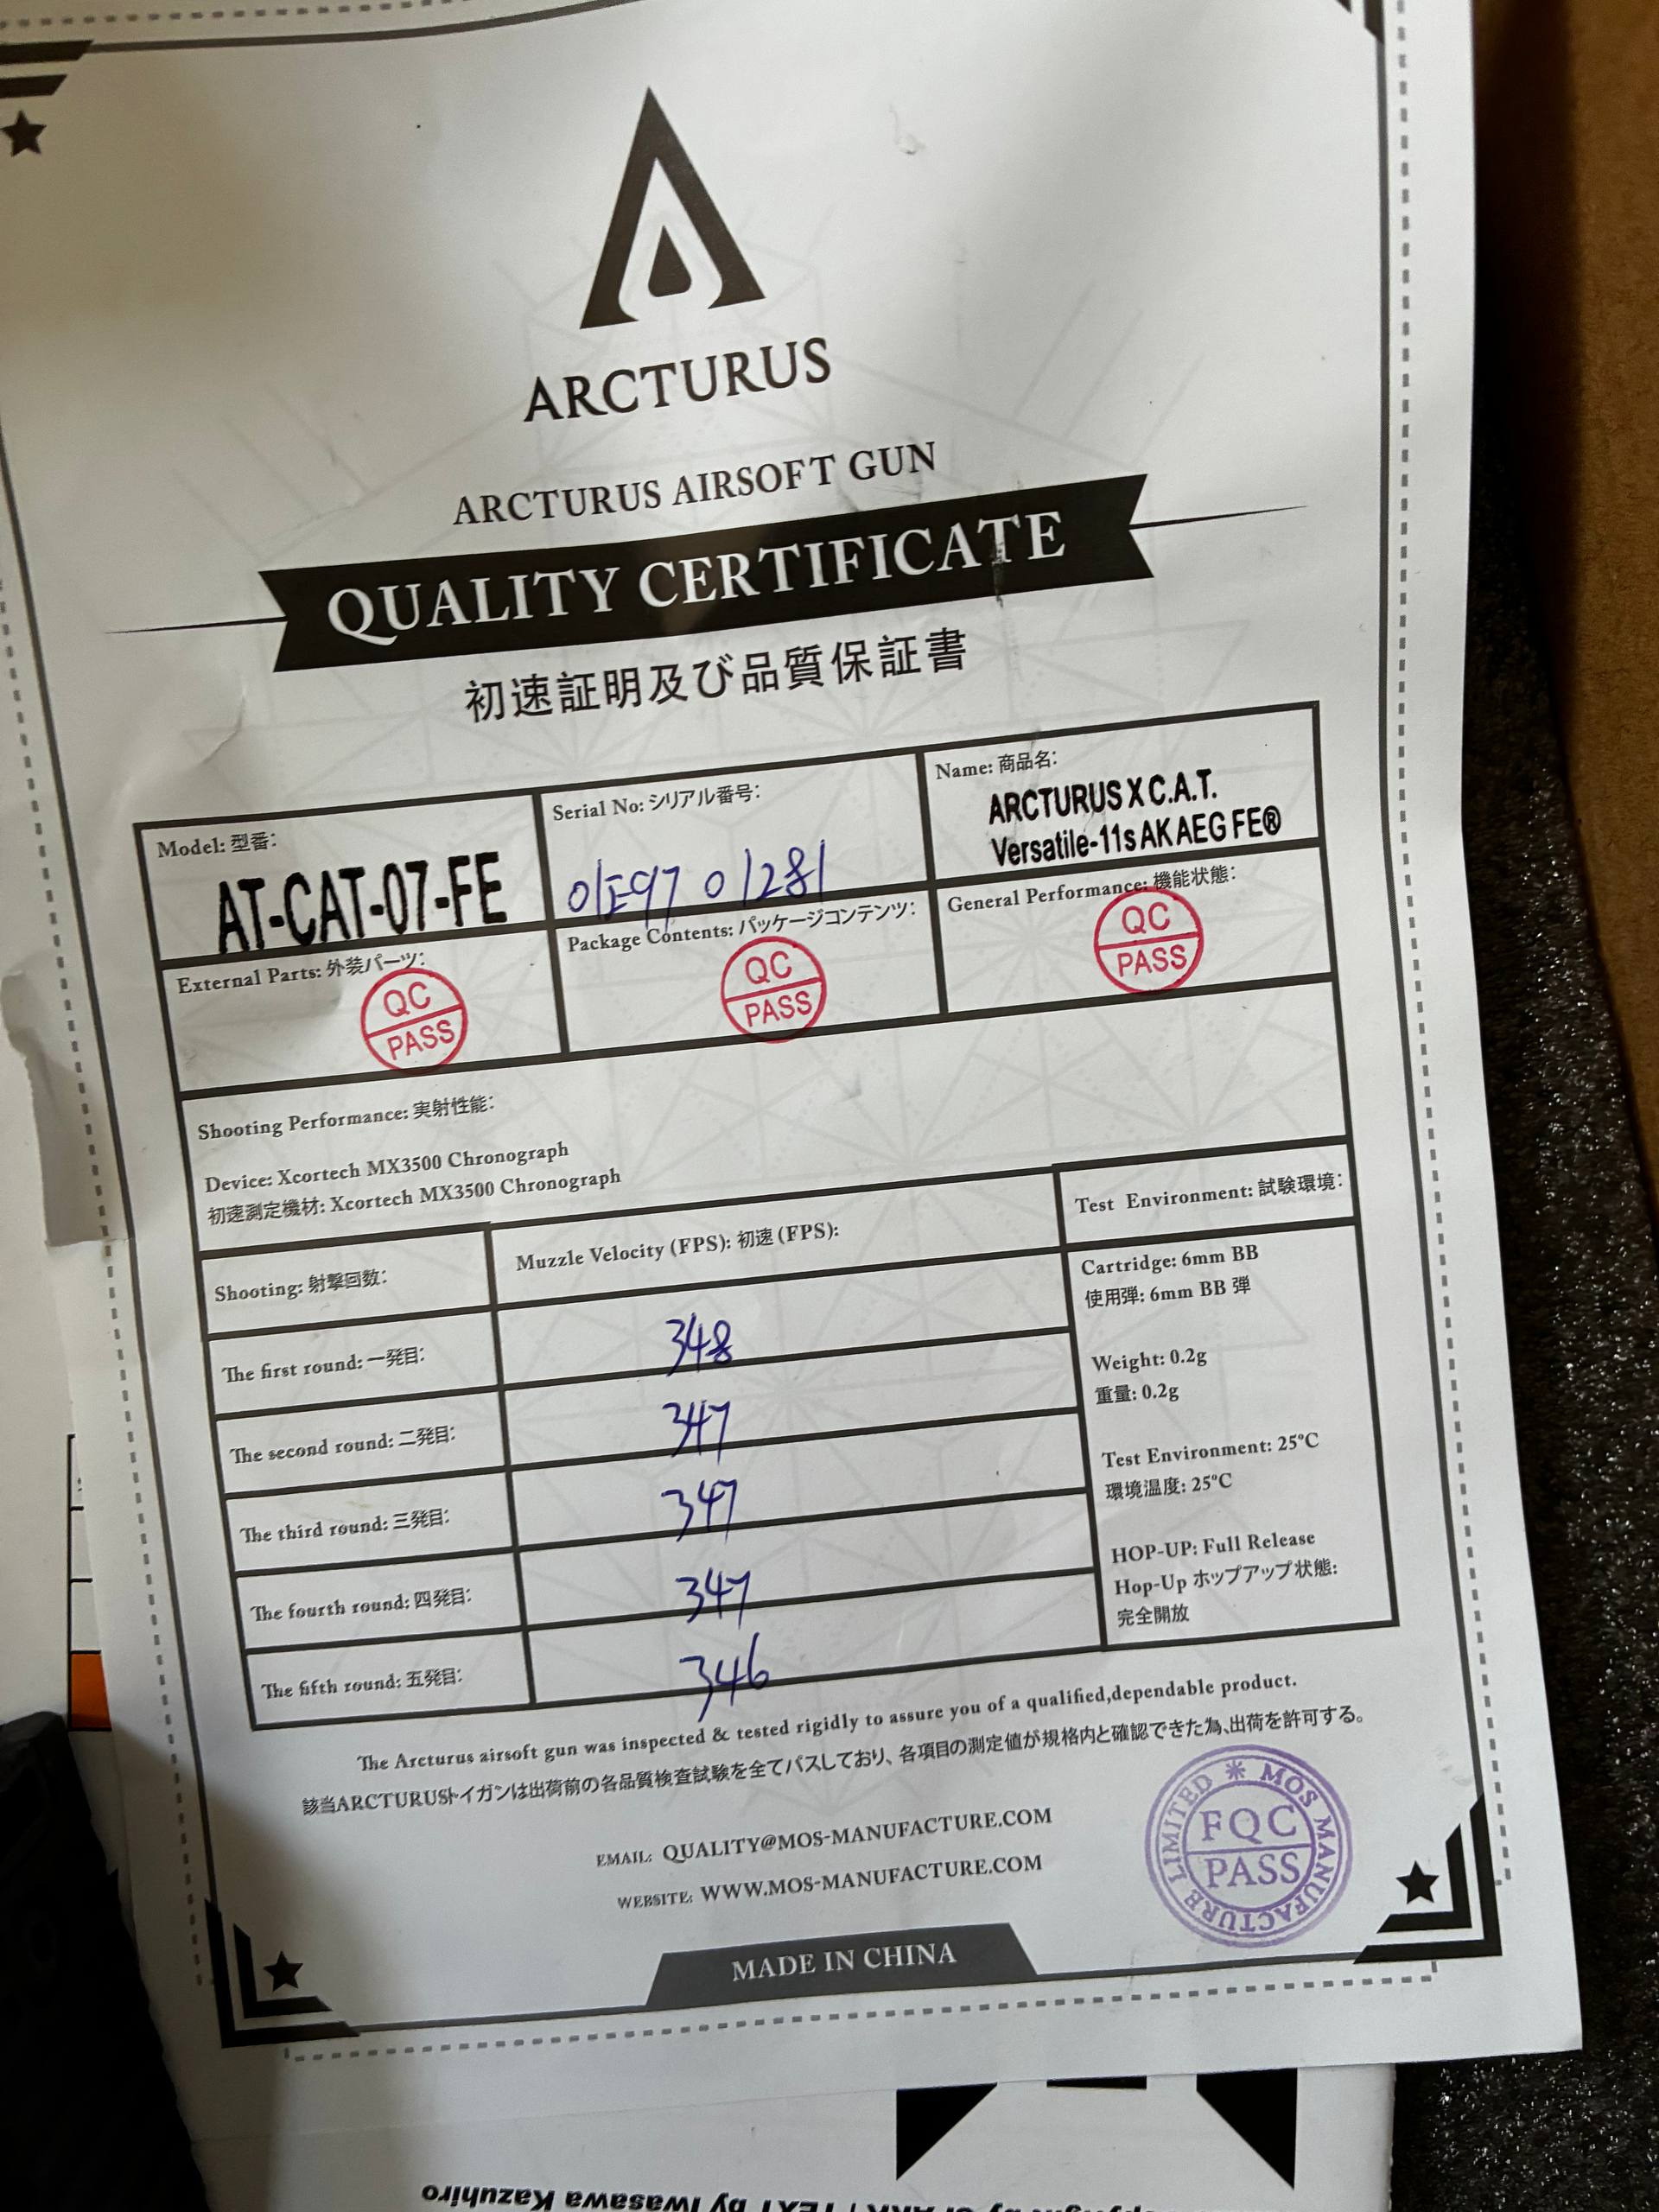 ARCTURUS
ARCTURUS AIRSOFT GUN
QUALITY CERTIFICATE
初速証明及び品質保証書
Model: 型番:
AT-CAT-07-FE
Serial No: シリアル番号:
01E97 01281
Name: 商品名:
ARCTURUS X C.A.T.
Versatile-11s AK AEG FE®
External Parts: 外装パーツ:
QC
PASS
Package Contents: パッケージコンテンツ:
QC
PASS
General Performance: 機能状態:
QC
PASS
Shooting Performance: 実射性能:
Device: Xcortech MX3500 Chronograph
初速測定機材: Xcortech MX3500 Chronograph
Shooting: 射撃回数:
Muzzle Velocity (FPS): 初速 (FPS):
Test Environment: 試験環境:
The first round: 一発目:
348
The second round: 二発目:
347
The third round: 三発目:
347
The fourth round: 四発目:
347
The fifth round: 五発目:
346
Cartridge: 6mm BB
使用弾: 6mm BB 弾
Weight: 0.2g
重量: 0.2g
Test Environment: 25°C
環境温度: 25°C
HOP-UP: Full Release
Hop-Up ホップアップ状態:
完全開放
The Arcturus airsoft gun was inspected & tested rigidly to assure you of a qualified,dependable product.
該当ARCTURUSトイガンは出荷前の各品質検査試験を全てパスしており、各項目の測定値が規格内と確認できた為、出荷を許可する。
EMAIL: QUALITY@MOS-MANUFACTURE.COM
WEBSITE: WWW.MOS-MANUFACTURE.COM
MOS MANUFACTURE LIMITED
FQC
PASS
MADE IN CHINA
TEXT by Iwasawa Kazuhiro